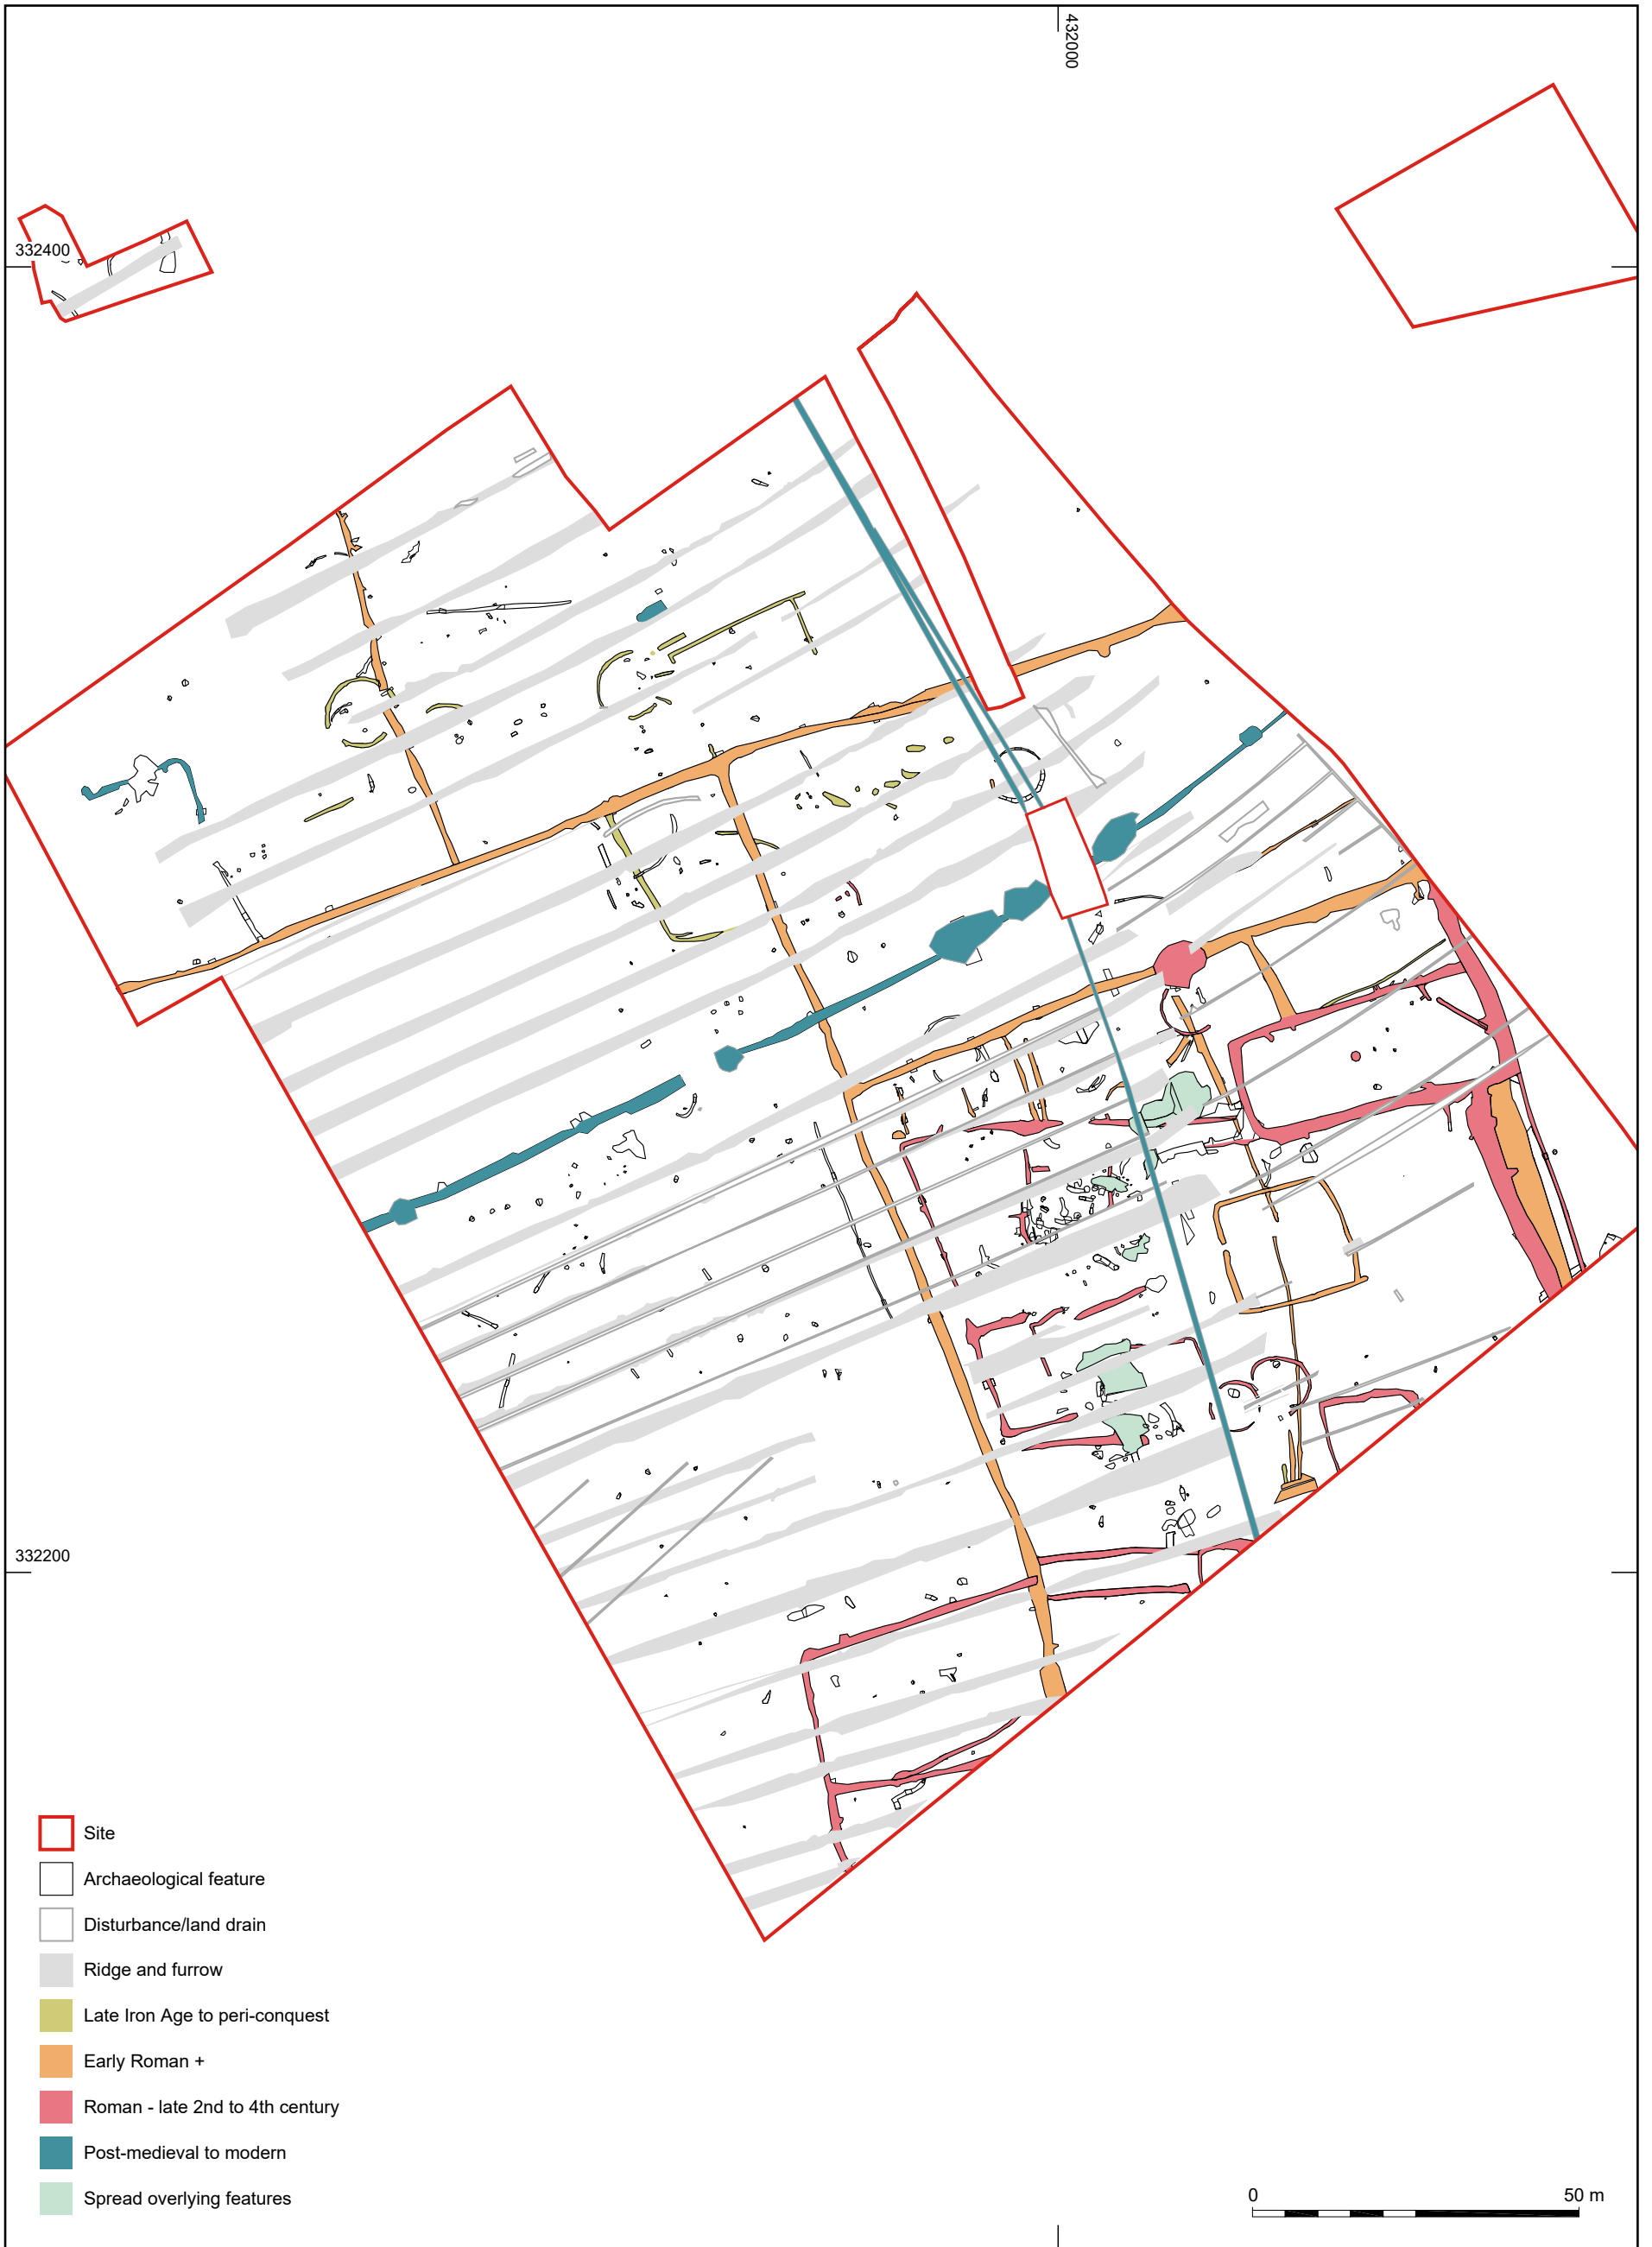 432000
332400
332200
Site
Archaeological feature
Disturbance/land drain
Ridge and furrow
Late Iron Age to peri-conquest
Early Roman +
Roman - late 2nd to 4th century
Post-medieval to modern
Spread overlying features
0 50 m